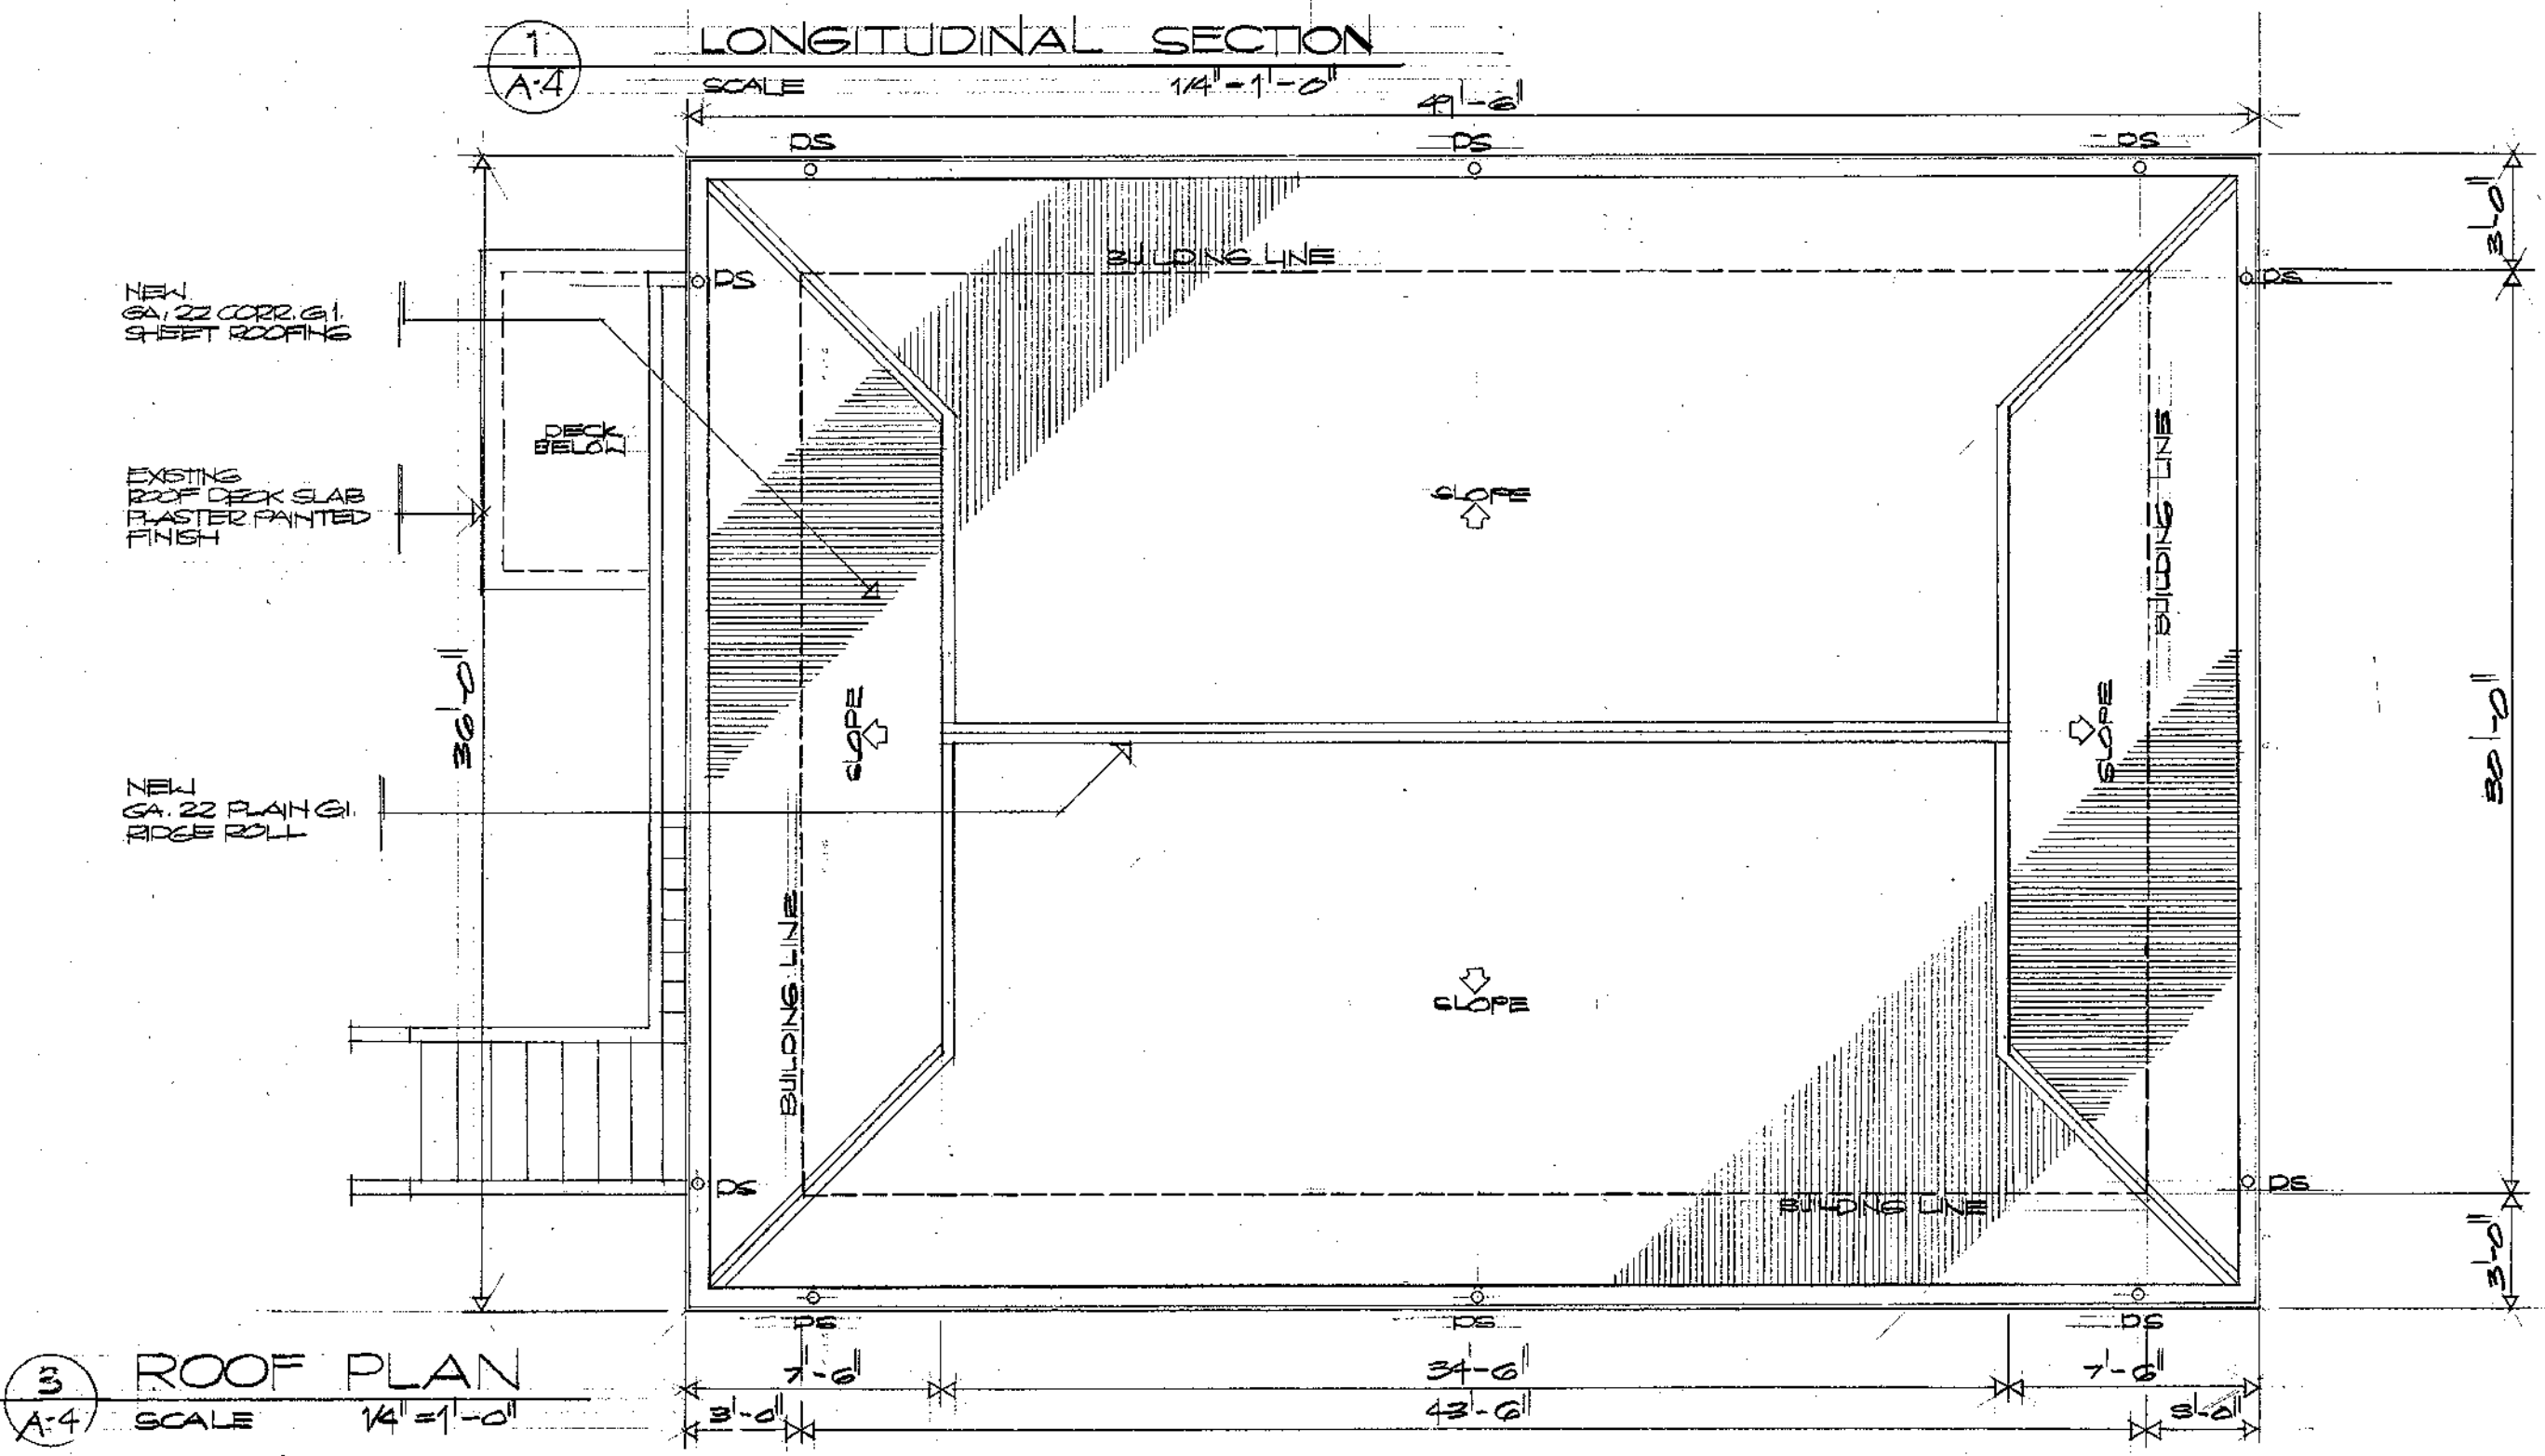 1
A-4
LONGITUDINAL SECTION
SCALE 1/4"-1'-0"
49'-6"
DS
DS
DS
3'-0"
BUILDING LINE
DS
DS
NEW
GA. 22 CORR. G.I.
SHEET ROOFING
DECK
BELOW
EXISTING
ROOF DECK SLAB
PLASTER PAINTED
FINISH
SLOPE
BUILDING LINE
36'-0"
SLOPE
SLOPE
30'-0"
NEW
GA. 22 PLAIN G.I.
RIDGE ROLL
BUILDING LINE
SLOPE
DS
BUILDING LINE
DS
3'-0"
DS
DS
DS
7'-6"
34'-6"
7'-6"
3'-0"
43'-6"
3'-0"
3
A-4
ROOF PLAN
SCALE 1/4"=1'-0"